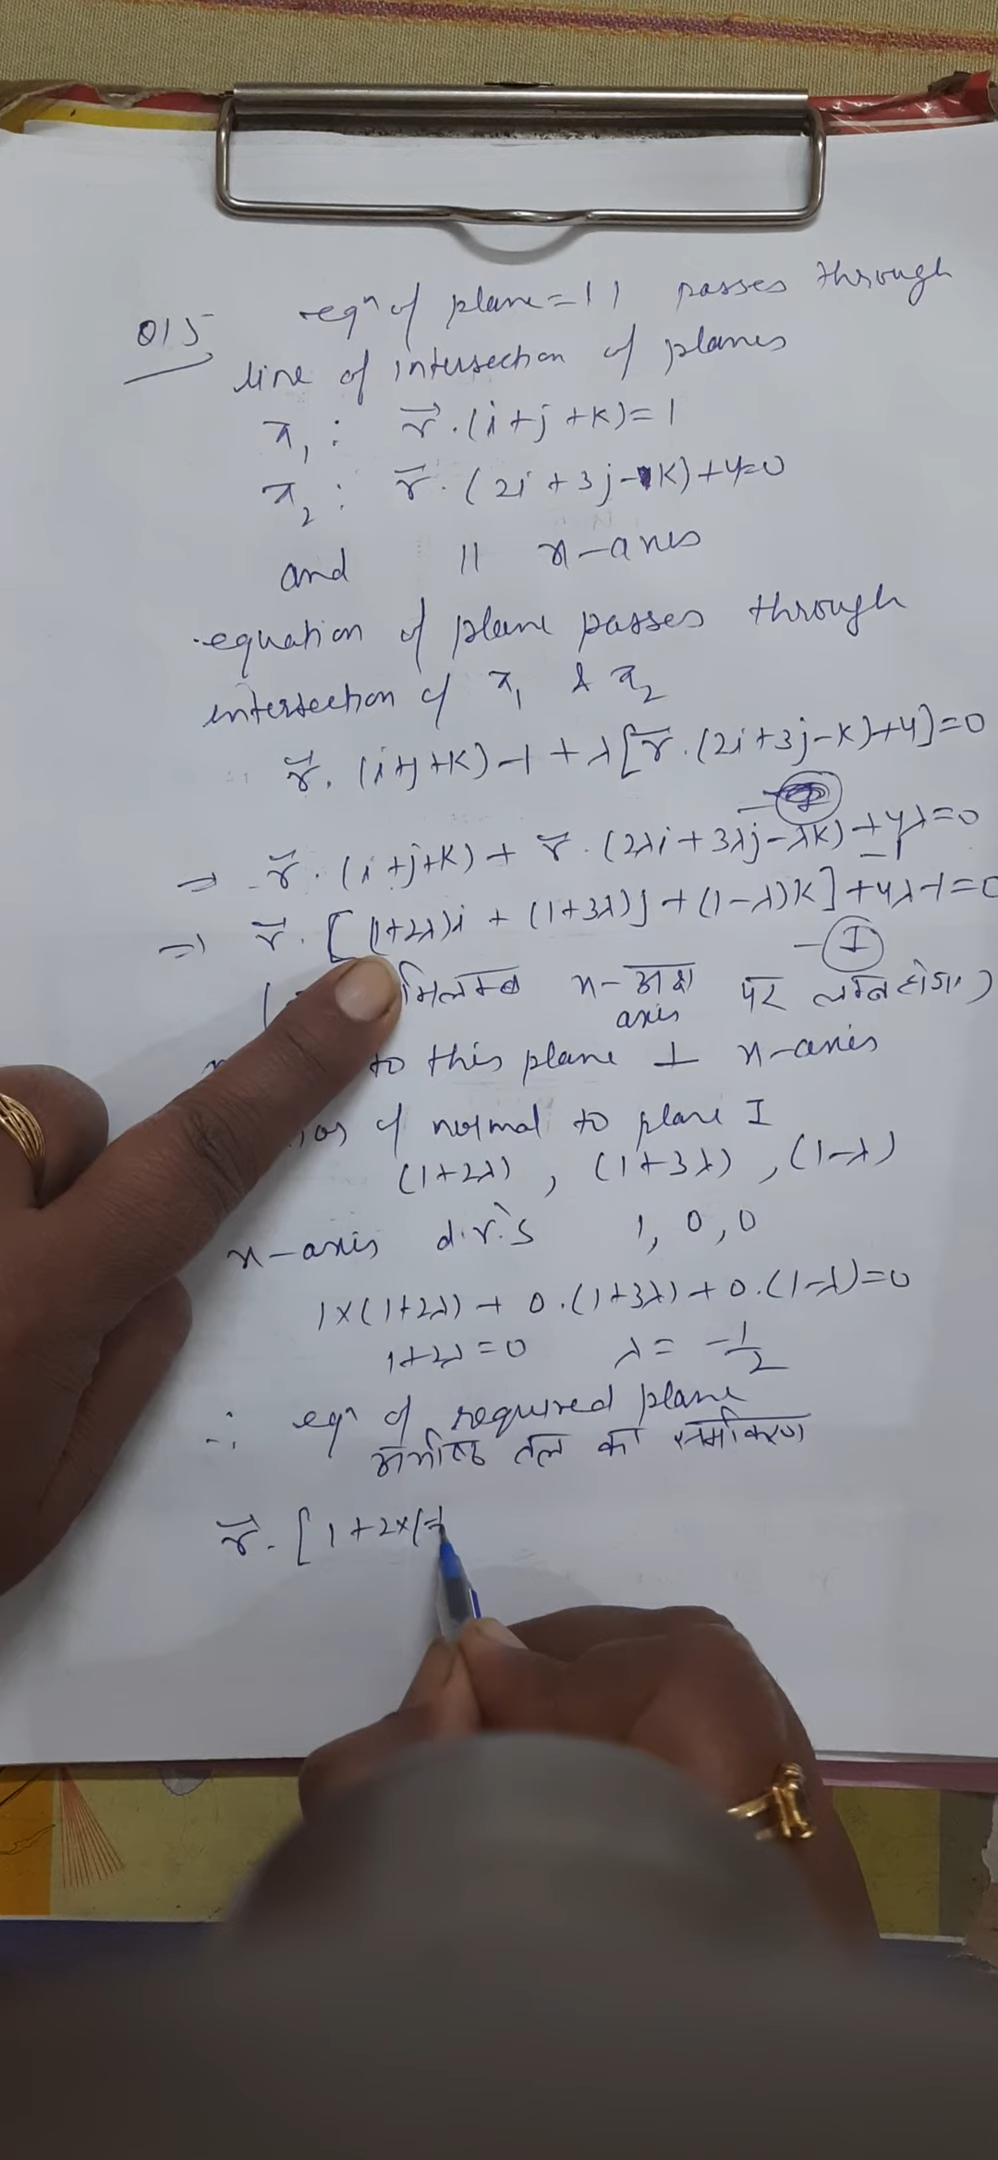 Q15 eqn of plane = 11 passes through
line of intersection of planes
π₁ : r⃗ . (i+j+k)=1
π₂ : r⃗ . (2i+3j-k)+4=0
and || x-axis
equation of plane passes through
intersection of π₁ & π₂
r⃗ . (i+j+k)-1+λ[r⃗ . (2i+3j-k)+4]=0
⇒ r⃗ . (i+j+k)+ r⃗ . (2λi+3λj-λk)+4λ=0
-1
⇒ r⃗ . [(1+2λ)i + (1+3λ)j+(1-λ)k]+4λ-1=0
-I
x-अक्ष पर लम्ब होगा)
axis
to this plane ⊥ x-axis
of normal to plane I
(1+2λ) , (1+3λ) , (1-λ)
x-axis d.r.'s 1, 0, 0
1×(1+2λ)+ 0.(1+3λ)+0.(1-λ)=0
1+2λ=0 λ= -1/2
∴ eqn of required plane
अभीष्ट तल का समीकरण
r⃗ . [1+2×(-1